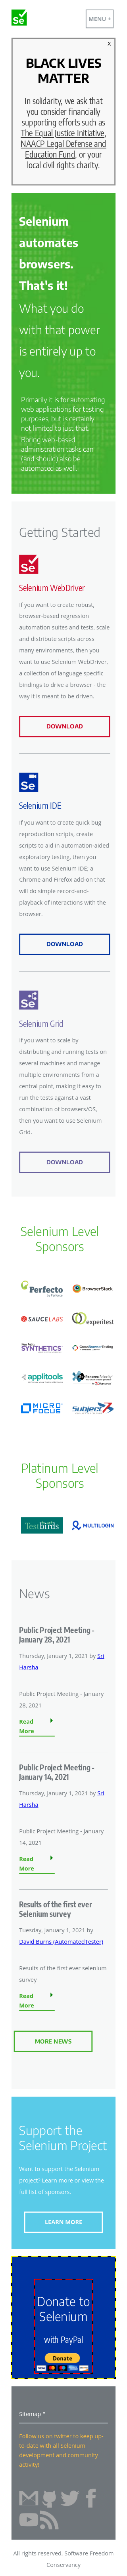 Se
MENU +
x
BLACK LIVES
MATTER
In solidarity, we ask that
you consider financially
supporting efforts such as
The Equal Justice Initiative,
NAACP Legal Defense and
Education Fund, or your
local civil rights charity.
Selenium
automates
browsers.
That's it!
What you do
with that power
is entirely up to
you.
Primarily it is for automating
web applications for testing
purposes, but is certainly
not limited to just that.
Boring web-based
administration tasks can
(and should) also be
automated as well.
Getting Started
Se
Selenium WebDriver
If you want to create robust,
browser-based regression
automation suites and tests, scale
and distribute scripts across
many environments, then you
want to use Selenium WebDriver,
a collection of language specific
bindings to drive a browser - the
way it is meant to be driven.
DOWNLOAD
Se
Selenium IDE
If you want to create quick bug
reproduction scripts, create
scripts to aid in automation-aided
exploratory testing, then you
want to use Selenium IDE; a
Chrome and Firefox add-on that
will do simple record-and-
playback of interactions with the
browser.
DOWNLOAD
Se
Selenium Grid
If you want to scale by
distributing and running tests on
several machines and manage
multiple environments from a
central point, making it easy to
run the tests against a vast
combination of browsers/OS,
then you want to use Selenium
Grid.
DOWNLOAD
Selenium Level
Sponsors
Perfecto
BrowserStack
SAUCELABS
experitest
SYNTHETICS
CrossBrowserTesting
applitools
MICRO
FOCUS
SUBJECT7
Platinum Level
Sponsors
Testbirds
MULTILOGIN
News
Public Project Meeting -
January 28, 2021
Thursday, January 1, 2021 by Sri
Harsha
Public Project Meeting - January
28, 2021
Read
More
Public Project Meeting -
January 14, 2021
Thursday, January 1, 2021 by Sri
Harsha
Public Project Meeting - January
14, 2021
Read
More
Results of the first ever
Selenium survey
Tuesday, January 1, 2021 by
David Burns (AutomatedTester)
Results of the first ever selenium
survey
Read
More
MORE NEWS
Support the
Selenium Project
Want to support the Selenium
project? Learn more or view the
full list of sponsors.
LEARN MORE
Donate to
Selenium
with PayPal
Donate
Sitemap
Follow us on twitter to keep up-
to-date with all Selenium
development and community
activity!
All rights reserved, Software Freedom
Conservancy